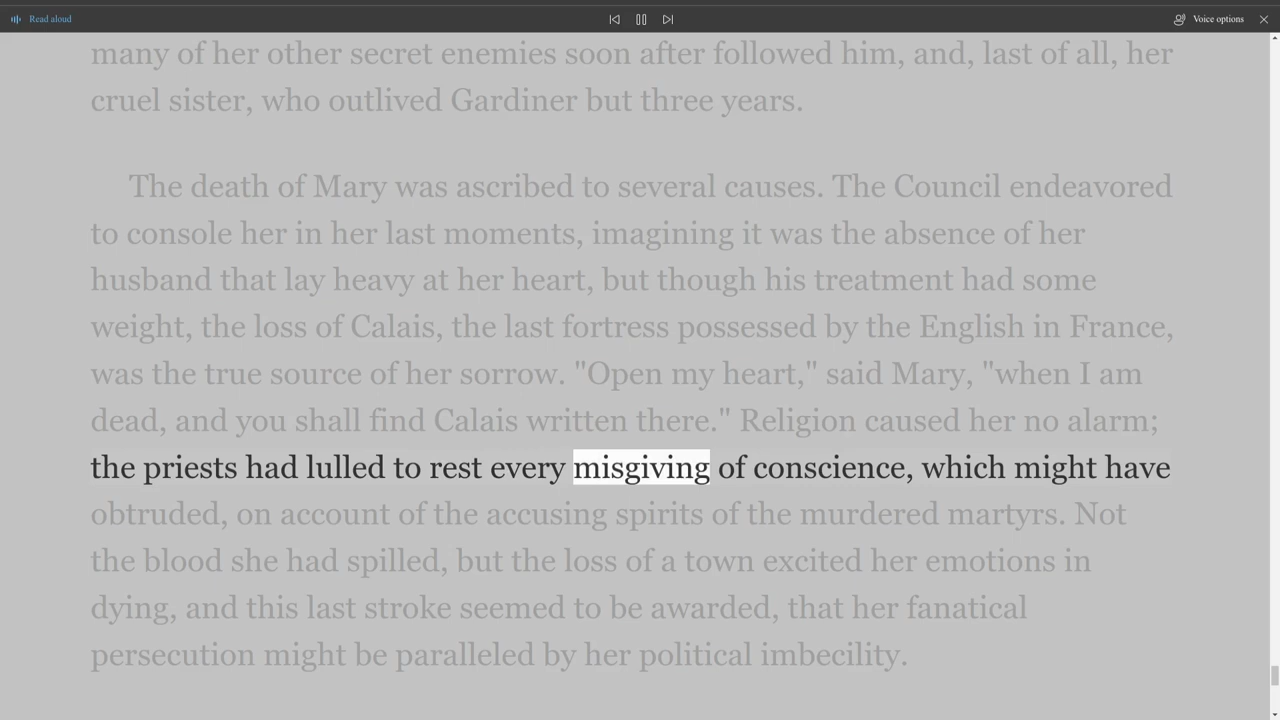 Read aloud
Voice options
many of her other secret enemies soon after followed him, and, last of all, her
cruel sister, who outlived Gardiner but three years.
The death of Mary was ascribed to several causes. The Council endeavored
to console her in her last moments, imagining it was the absence of her
husband that lay heavy at her heart, but though his treatment had some
weight, the loss of Calais, the last fortress possessed by the English in France,
was the true source of her sorrow. "Open my heart," said Mary, "when I am
dead, and you shall find Calais written there." Religion caused her no alarm;
the priests had lulled to rest every misgiving of conscience, which might have
obtruded, on account of the accusing spirits of the murdered martyrs. Not
the blood she had spilled, but the loss of a town excited her emotions in
dying, and this last stroke seemed to be awarded, that her fanatical
persecution might be paralleled by her political imbecility.